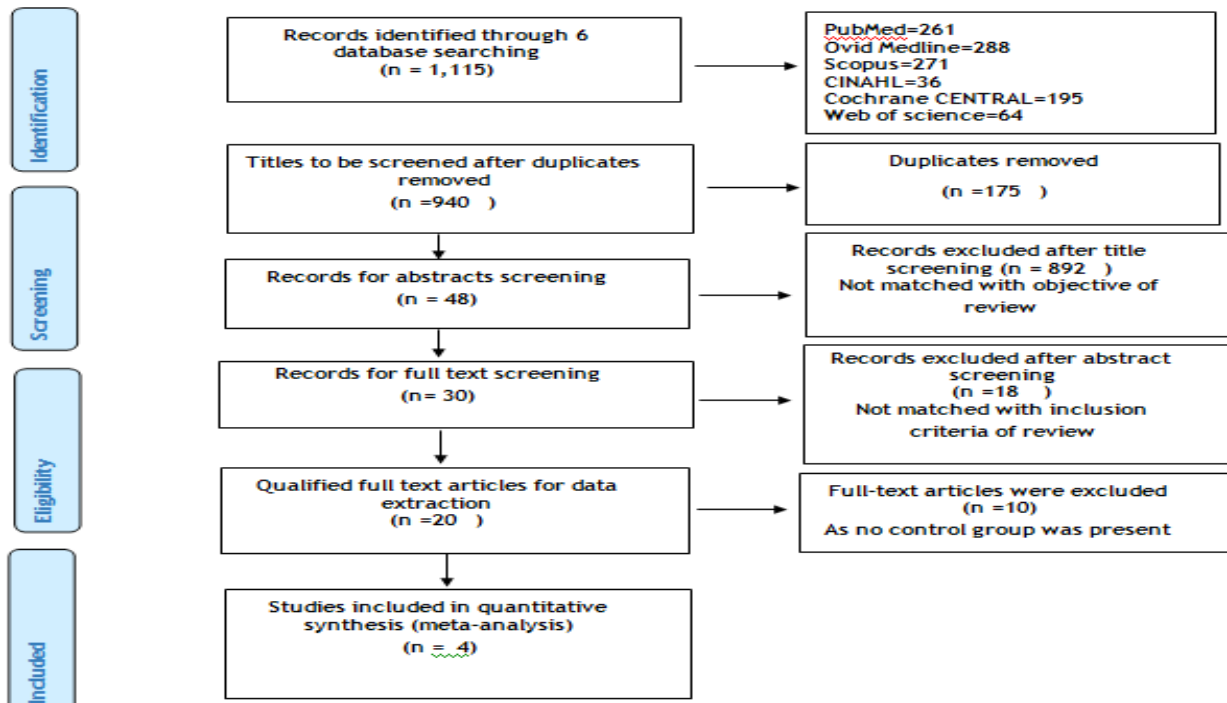 Identification
Records identified through 6
database searching
(n = 1,115)
PubMed=261
Ovid Medline=288
Scopus=271
CINAHL=36
Cochrane CENTRAL=195
Web of science=64
Titles to be screened after duplicates
removed
(n =940 )
Duplicates removed
(n =175 )
Screening
Records for abstracts screening
(n = 48)
Records excluded after title
screening (n = 892 )
Not matched with objective of
review
Records for full text screening
(n= 30)
Records excluded after abstract
screening
(n =18 )
Not matched with inclusion
criteria of review
Eligibility
Qualified full text articles for data
extraction
(n =20 )
Full-text articles were excluded
(n =10)
As no control group was present
Included
Studies included in quantitative
synthesis (meta-analysis)
(n = 4)